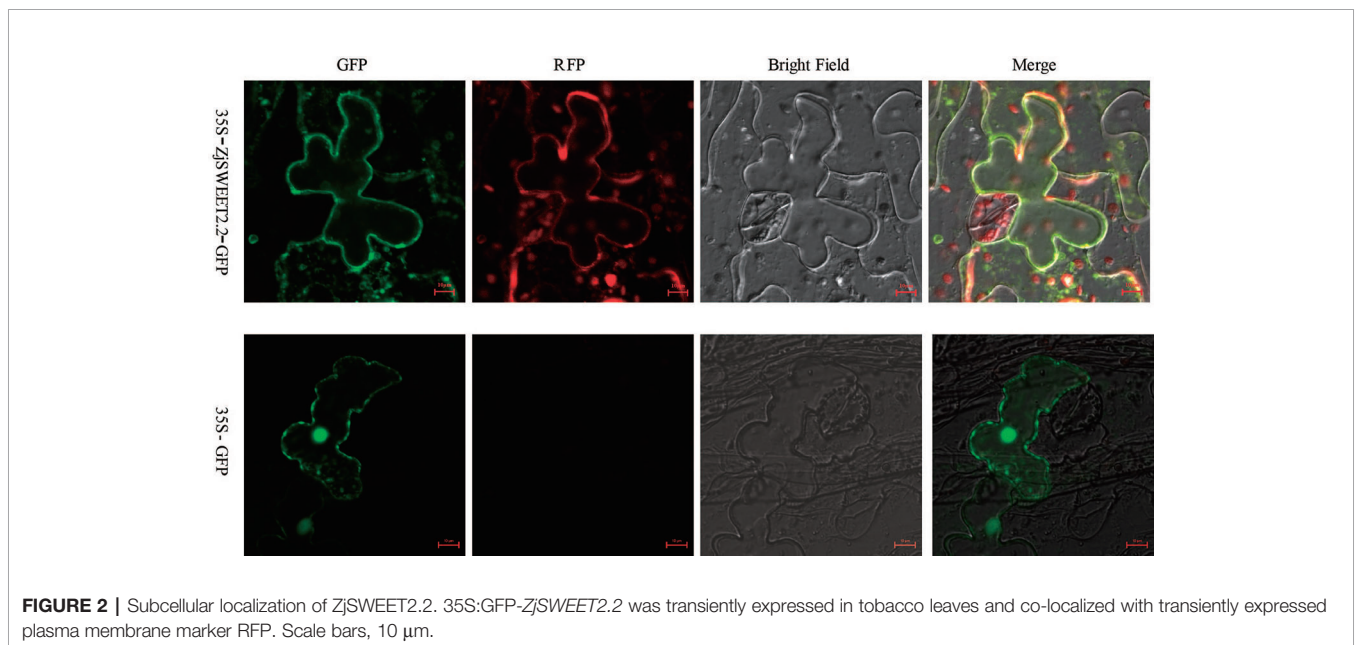 GFP RFP Bright Field Merge
35S-ZjSWEET2.2-GFP
35S-GFP
FIGURE 2 | Subcellular localization of ZjSWEET2.2. 35S:GFP-ZjSWEET2.2 was transiently expressed in tobacco leaves and co-localized with transiently expressed
plasma membrane marker RFP. Scale bars, 10 μm.